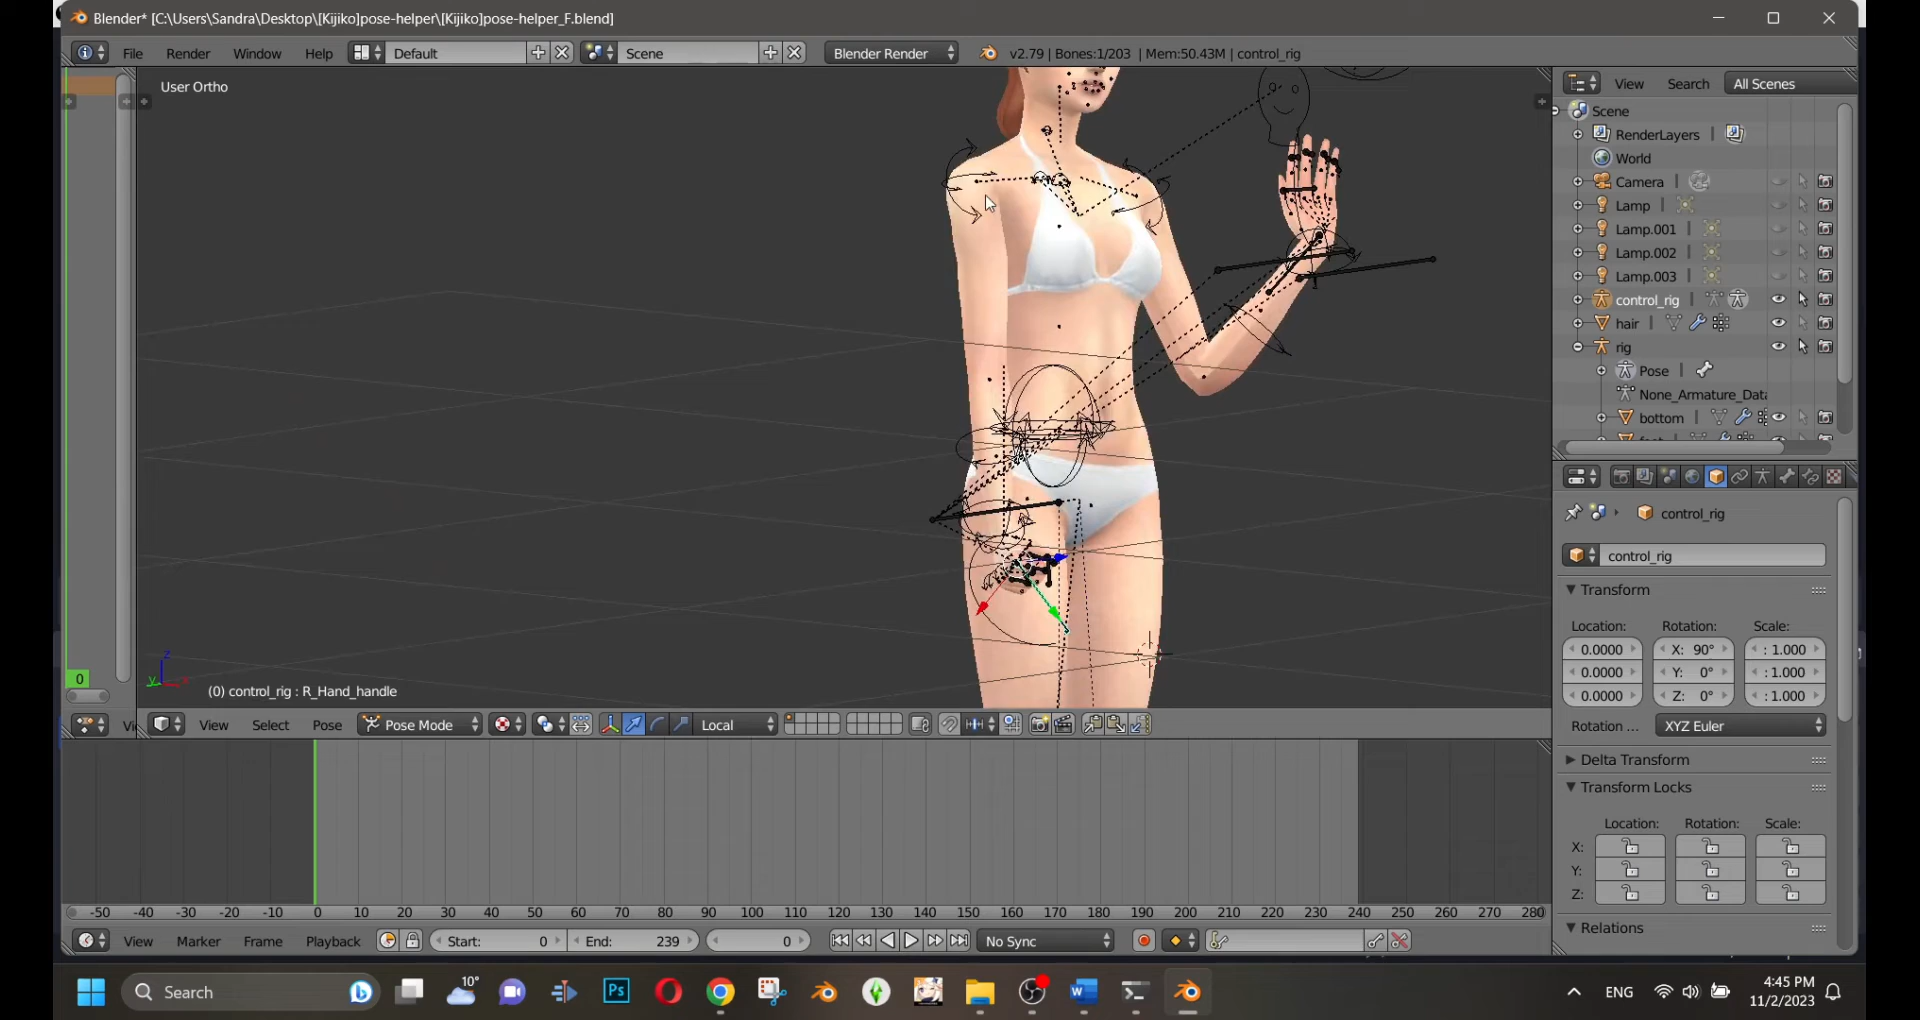 Blender* [C:\Users\Sandra\Desktop\[Kijiko]pose-helper\[Kijiko]pose-helper_F.blend]
File Render Window Help Default Scene Blender Render v2.79 | Bones:1/203 | Mem:50.43M | control_rig
User Ortho
View Search All Scenes
Scene
RenderLayers
World
Camera
Lamp
Lamp.001
Lamp.002
Lamp.003
control_rig
hair
rig
Pose
None_Armature_Data
bottom
control_rig
control_rig
Transform
Location: Rotation: Scale:
0.0000 X: 90° : 1.000
0.0000 Y: 0° : 1.000
0.0000 Z: 0° : 1.000
Rotation ... XYZ Euler
Delta Transform
Transform Locks
Location: Rotation: Scale:
X:
Y:
Z:
Relations
z
y x
0
(0) control_rig : R_Hand_handle
Vi View Select Pose Pose Mode Local
-50 -40 -30 -20 -10 0 10 20 30 40 50 60 70 80 90 100 110 120 130 140 150 160 170 180 190 200 210 220 230 240 250 260 270 280
View Marker Frame Playback Start: 0 End: 239 0 No Sync
Search 10° Ps ENG 4:45 PM
11/2/2023